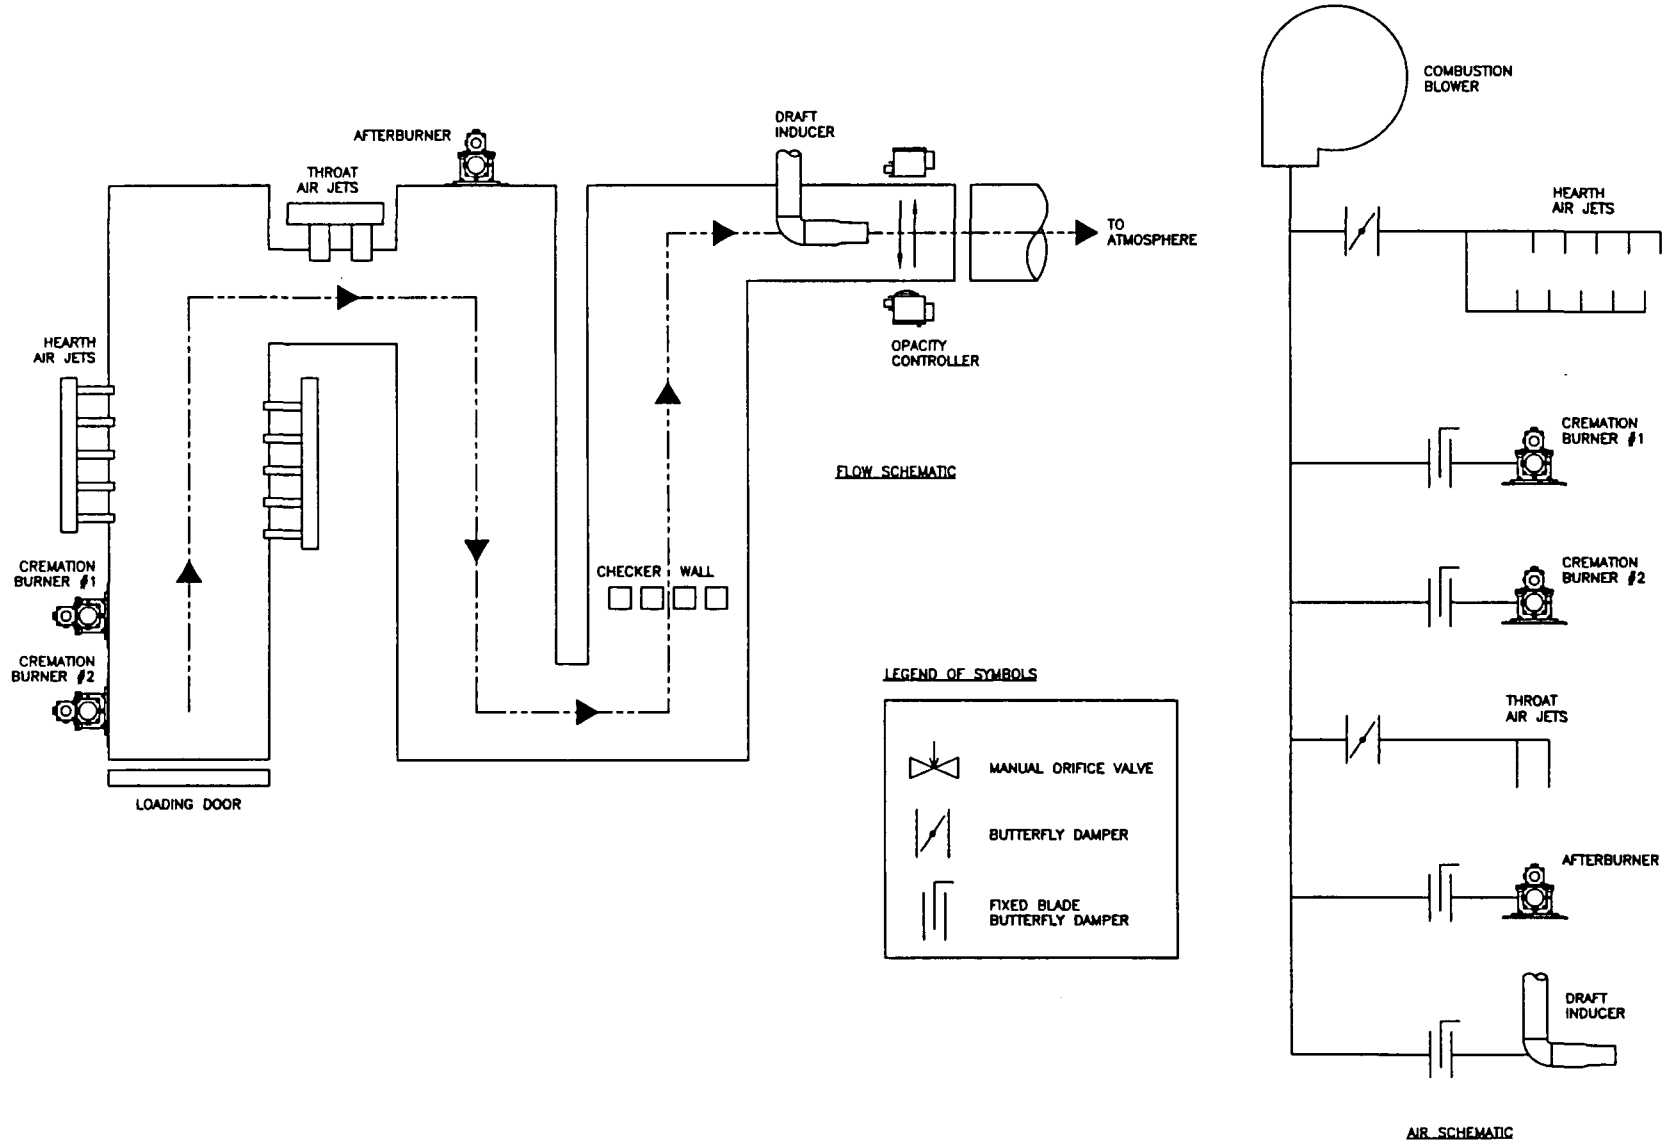 COMBUSTION
BLOWER
DRAFT
INDUCER
AFTERBURNER
THROAT
AIR JETS
HEARTH
AIR JETS
TO
ATMOSPHERE
HEARTH
AIR JETS
OPACITY
CONTROLLER
CREMATION
BURNER #1
FLOW SCHEMATIC
CREMATION
BURNER #1
CHECKER WALL
CREMATION
BURNER #2
CREMATION
BURNER #2
LEGEND OF SYMBOLS
THROAT
AIR JETS
MANUAL ORIFICE VALVE
LOADING DOOR
BUTTERFLY DAMPER
AFTERBURNER
FIXED BLADE
BUTTERFLY DAMPER
DRAFT
INDUCER
AIR SCHEMATIC